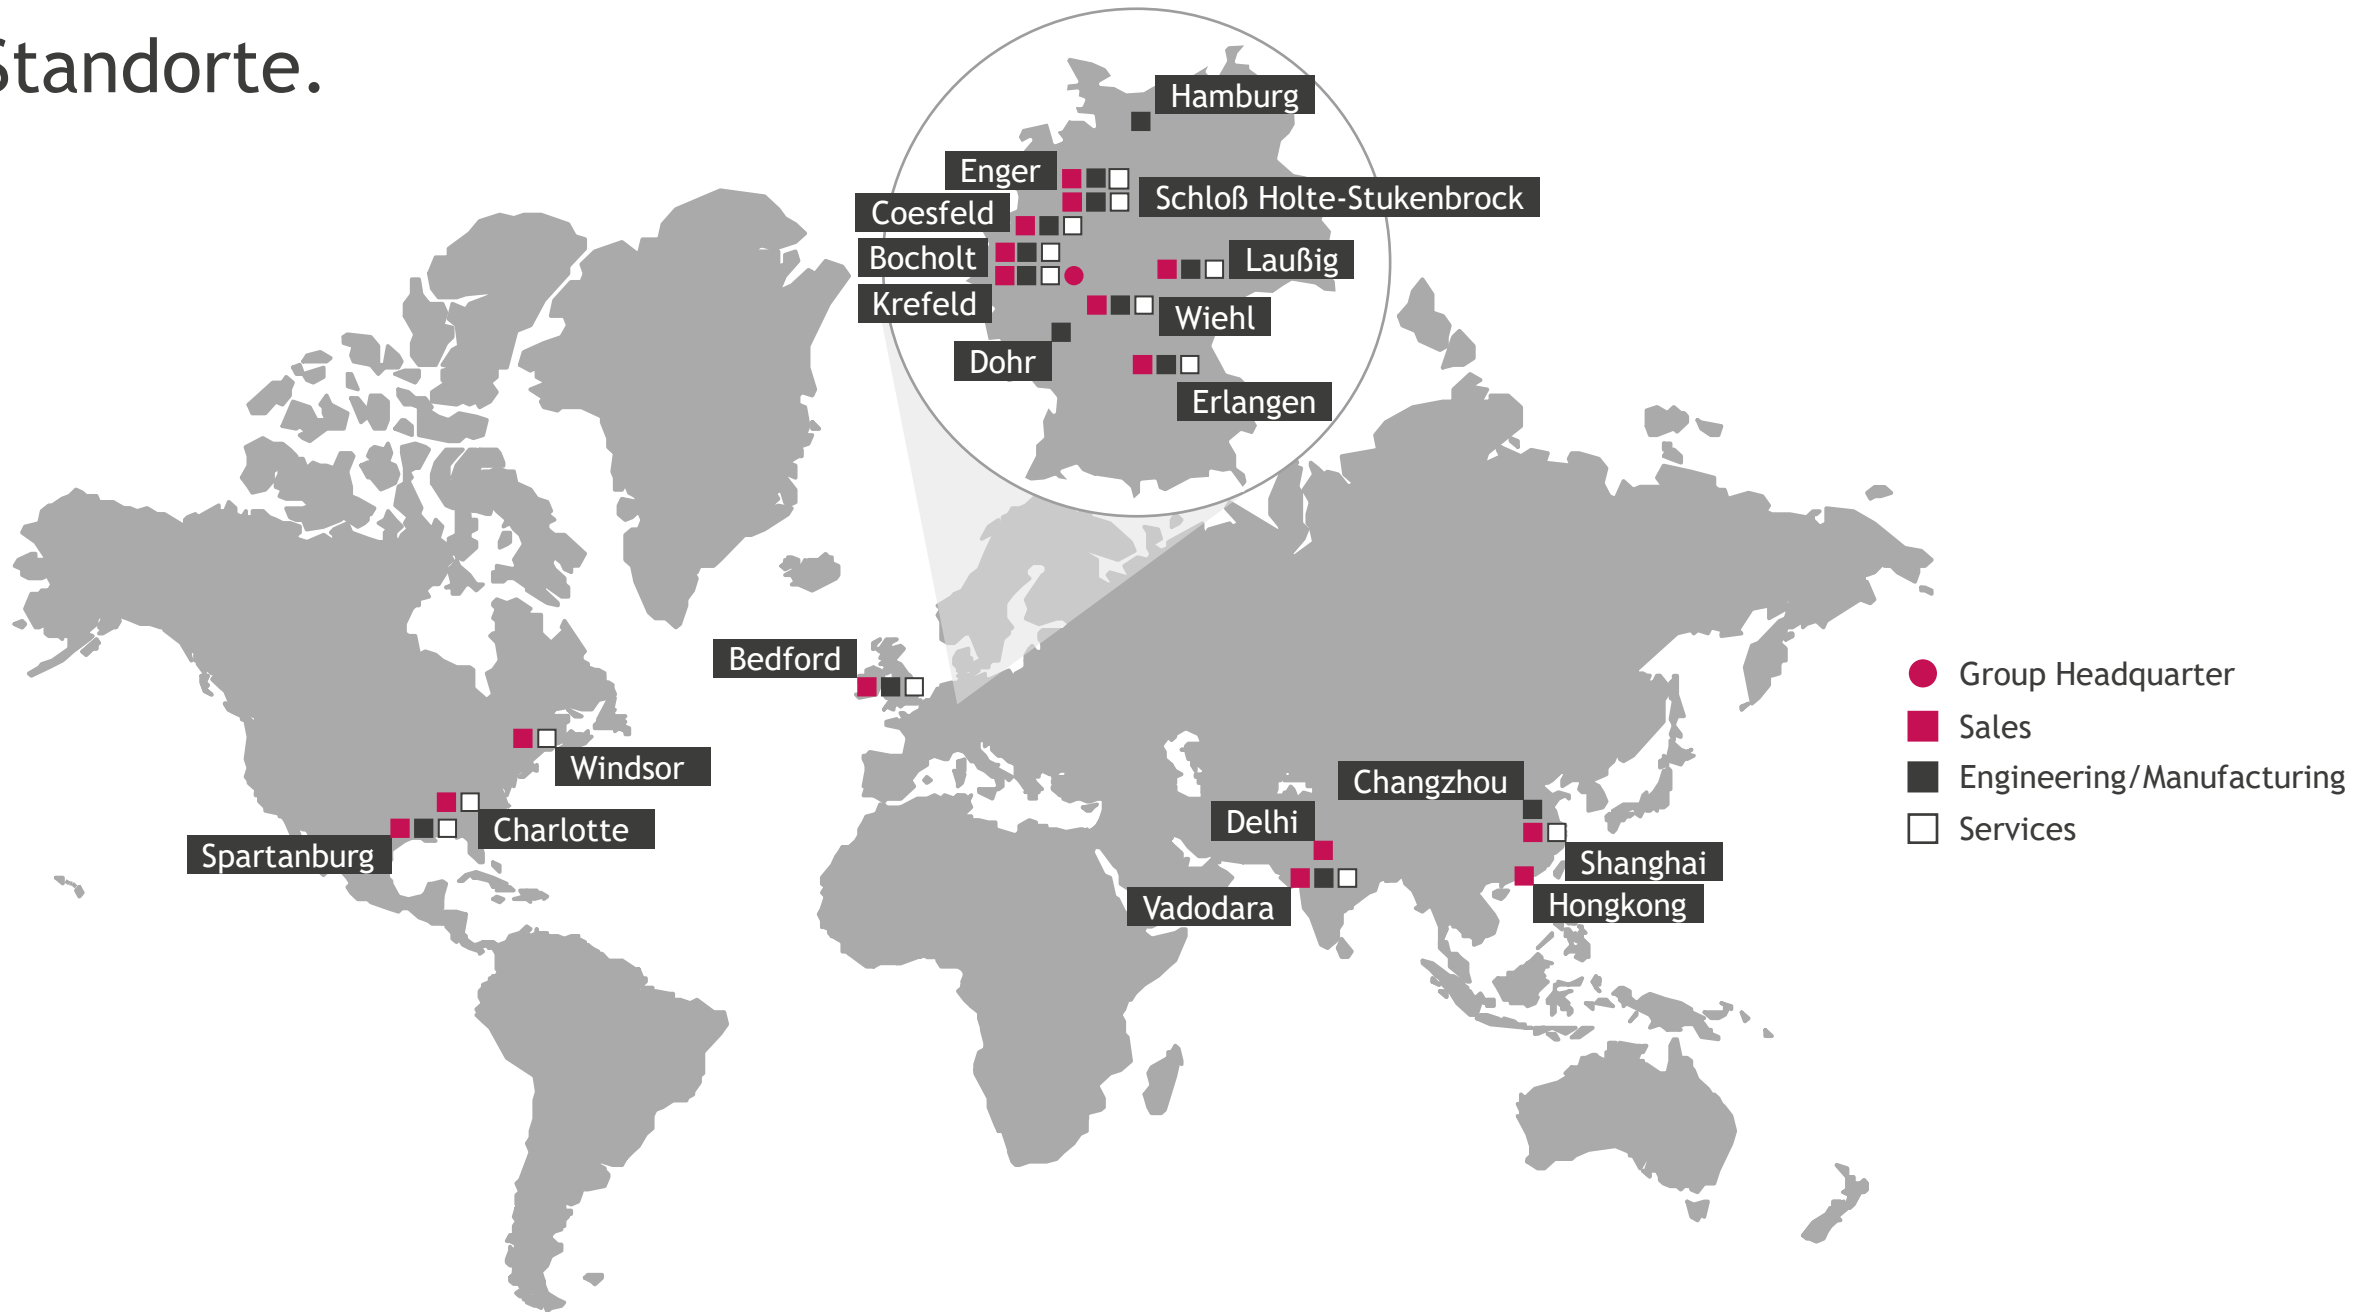 Standorte.
Hamburg
Enger
Schloß Holte-Stukenbrock
Coesfeld
Bocholt
Laußig
Krefeld
Wiehl
Dohr
Erlangen
Bedford
Windsor
Charlotte
Spartanburg
Changzhou
Delhi
Shanghai
Vadodara
Hongkong
Group Headquarter
Sales
Engineering/Manufacturing
Services